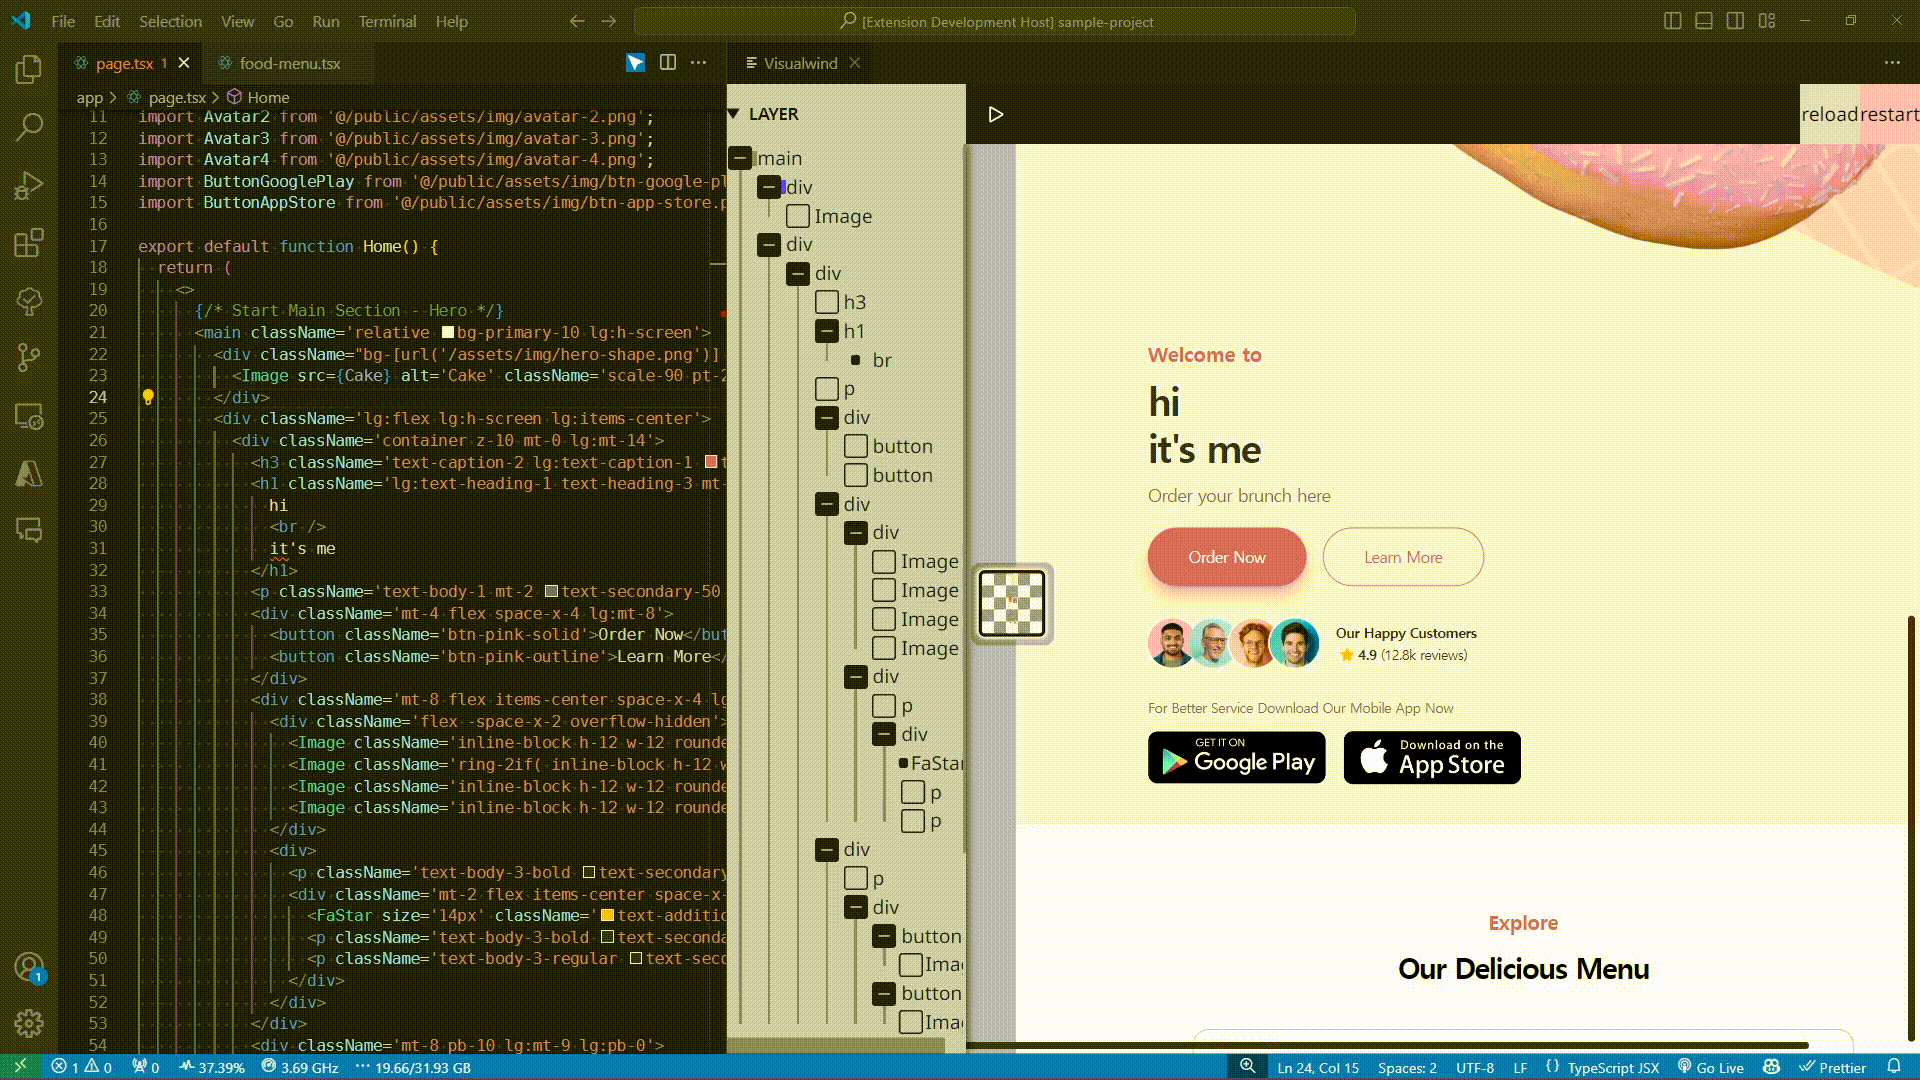 File Edit Selection View Go Run Terminal Help
[Extension Development Host] sample-project
page.tsx 1
food-menu.tsx
Visualwind
app > page.tsx > Home
11 import Avatar2 from '@/public/assets/img/avatar-2.png';
12 import Avatar3 from '@/public/assets/img/avatar-3.png';
13 import Avatar4 from '@/public/assets/img/avatar-4.png';
14 import ButtonGooglePlay from '@/public/assets/img/btn-google-pl
15 import ButtonAppStore from '@/public/assets/img/btn-app-store.p
16
17 export default function Home() {
18 return (
19 <>
20 {/* Start Main Section - Hero */}
21 <main className='relative bg-primary-10 lg:h-screen'>
22 <div className="bg-[url('/assets/img/hero-shape.png')]
23 <Image src={Cake} alt='Cake' className='scale-90 pt-2
24 </div>
25 <div className='lg:flex lg:h-screen lg:items-center'>
26 <div className='container z-10 mt-0 lg:mt-14'>
27 <h3 className='text-caption-2 lg:text-caption-1 t
28 <h1 className='lg:text-heading-1 text-heading-3 mt-
29 hi
30 <br />
31 it's me
32 </h1>
33 <p className='text-body-1 mt-2 text-secondary-50
34 <div className='mt-4 flex space-x-4 lg:mt-8'>
35 <button className='btn-pink-solid'>Order Now</but
36 <button className='btn-pink-outline'>Learn More</
37 </div>
38 <div className='mt-8 flex items-center space-x-4 lg
39 <div className='flex -space-x-2 overflow-hidden'>
40 <Image className='inline-block h-12 w-12 rounde
41 <Image className='ring-2if( inline-block h-12 w
42 <Image className='inline-block h-12 w-12 rounde
43 <Image className='inline-block h-12 w-12 rounde
44 </div>
45 <div>
46 <p className='text-body-3-bold text-secondary
47 <div className='mt-2 flex items-center space-x-
48 <FaStar size='14px' className='text-additio
49 <p className='text-body-3-bold text-seconda
50 <p className='text-body-3-regular text-seco
51 </div>
52 </div>
53 </div>
54 <div className='mt-8 pb-10 lg:mt-9 lg:pb-0'>
LAYER
main
div
Image
div
div
h3
h1
br
p
div
button
button
div
div
Image
Image
Image
Image
div
p
div
FaStar
p
p
div
p
div
button
Imag
button
Imag
reload restart
Welcome to
hi
it's me
Order your brunch here
Order Now
Learn More
Our Happy Customers
4.9 (12.8k reviews)
For Better Service Download Our Mobile App Now
GET IT ON
Google Play
Download on the
App Store
Explore
Our Delicious Menu
1
1 0 0 37.39% 3.69 GHz 19.66/31.93 GB
Ln 24, Col 15 Spaces: 2 UTF-8 LF {} TypeScript JSX Go Live Prettier